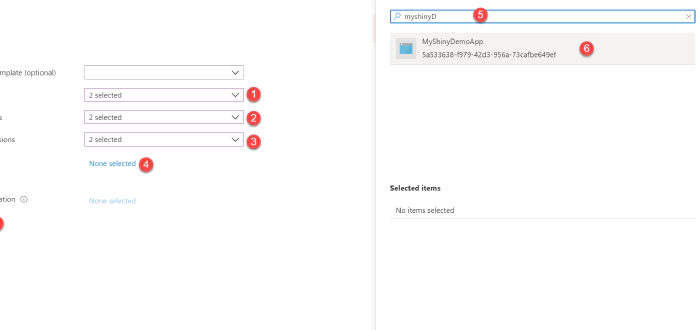 mplate (optional)
2 selected
1
s
2 selected
2
sions
2 selected
3
None selected
4
ation
None selected
myshinyD
5
MyShinyDemoApp
5a533638-f979-42d3-956a-73cafbe649ef
6
Selected items
No items selected